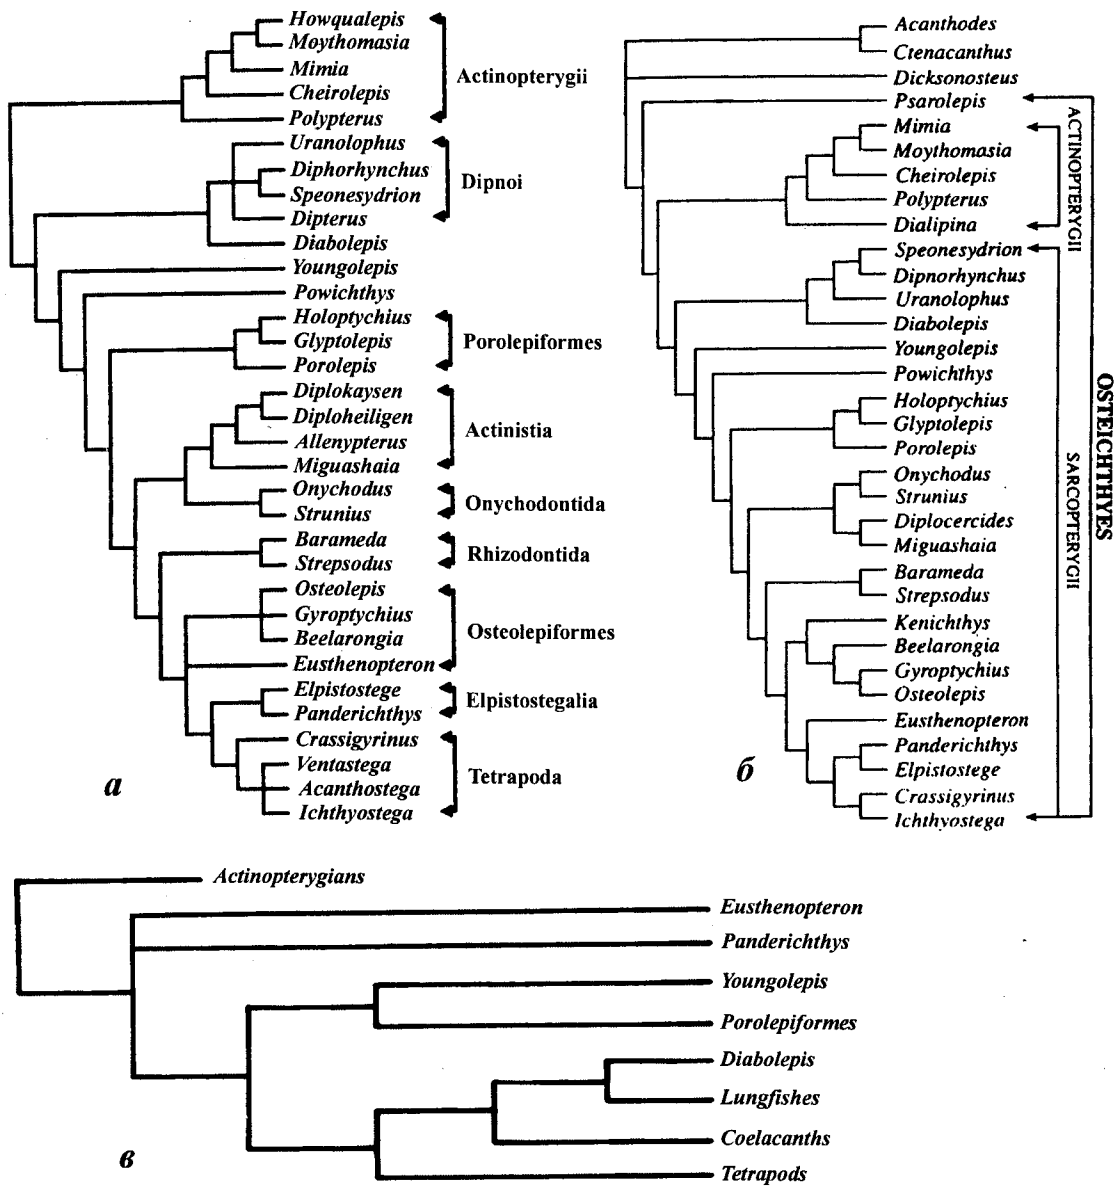 Howqualepis
Moythomasia
Mimia
Cheirolepis
Polypterus
Actinopterygii
Uranolophus
Diphorhynchus
Speonesydrion
Dipterus
Dipnoi
Diabolepis
Youngolepis
Powichthys
Holoptychius
Glyptolepis
Porolepis
Porolepiformes
Diplokaysen
Diploheiligen
Allenypterus
Miguashaia
Actinistia
Onychodus
Strunius
Onychodontida
Barameda
Strepsodus
Rhizodontida
Osteolepis
Gyroptychius
Beelarongia
Eusthenopteron
Osteolepiformes
Elpistostege
Panderichthys
Elpistostegalia
Crassigyrinus
Ventastega
Acanthostega
Ichthyostega
Tetrapoda
а
Acanthodes
Ctenacanthus
Dicksonosteus
Psarolepis
Mimia
Moythomasia
Cheirolepis
Polypterus
Dialipina
ACTINOPTERYGII
Speonesydrion
Dipnorhynchus
Uranolophus
Diabolepis
Youngolepis
Powichthys
Holoptychius
Glyptolepis
Porolepis
Onychodus
Strunius
Diplocercides
Miguashaia
Barameda
Strepsodus
Kenichthys
Beelarongia
Gyroptychius
Osteolepis
Eusthenopteron
Panderichthys
Elpistostege
Crassigyrinus
Ichthyostega
SARCOPTERYGII
OSTEICHTHYES
б
Actinopterygians
Eusthenopteron
Panderichthys
Youngolepis
Porolepiformes
Diabolepis
Lungfishes
Coelacanths
Tetrapods
в